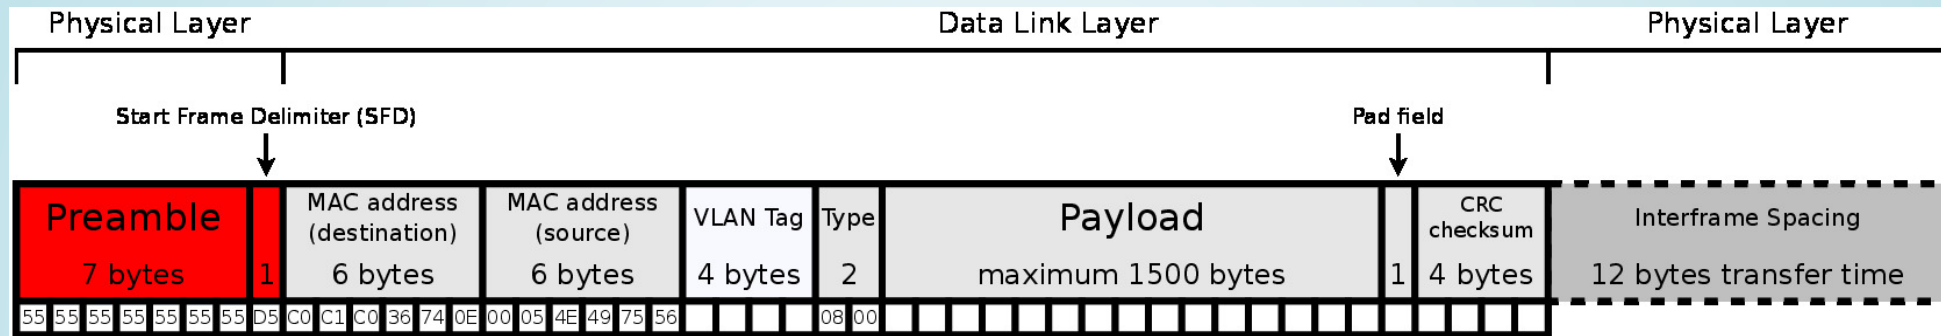 Physical Layer Data Link Layer Physical Layer
Start Frame Delimiter (SFD) Pad field
Preamble
7 bytes
1
MAC address
(destination)
6 bytes
MAC address
(source)
6 bytes
VLAN Tag
4 bytes
Type
2
Payload
maximum 1500 bytes
1
CRC
checksum
4 bytes
Interframe Spacing
12 bytes transfer time
55 55 55 55 55 55 55 D5 C0 C1 C0 36 74 0E 00 05 4E 49 75 56 08 00